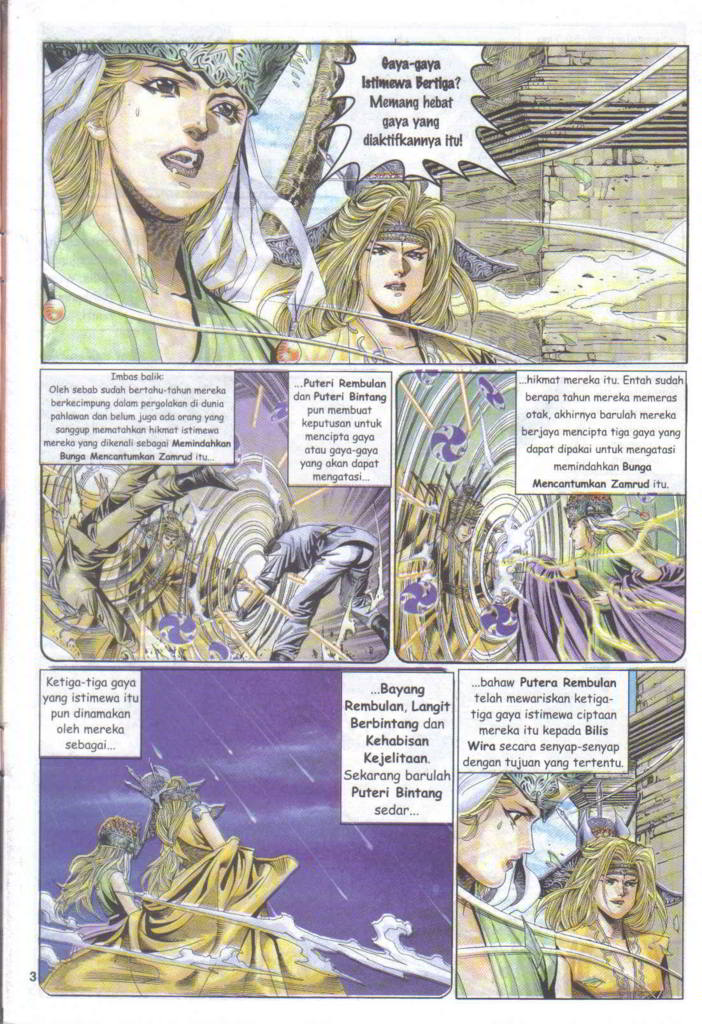 Gaya-gaya
Istimewa Bertiga?
Memang hebat
gaya yang
diaktifkannya itu!
Imbas balik:
Oleh sebab sudah bertahu-tahun mereka
berkecimpung dalam pergolakan di dunia
pahlawan dan belum juga ada orang yang
sanggup mematahkan hikmat istimewa
mereka yang dikenali sebagai Memindahkan
Bunga Mencantumkan Zamrud itu...
...Puteri Rembulan
dan Puteri Bintang
pun membuat
keputusan untuk
mencipta gaya
atau gaya-gaya
yang akan dapat
mengatasi...
...hikmat mereka itu. Entah sudah
berapa tahun mereka memeras
otak, akhirnya barulah mereka
berjaya mencipta tiga gaya yang
dapat dipakai untuk mengatasi
memindahkan Bunga
Mencantumkan Zamrud itu.
Ketiga-tiga gaya
yang istimewa itu
pun dinamakan
oleh mereka
sebagai...
...Bayang
Rembulan, Langit
Berbintang dan
Kehabisan
Kejelitaan.
Sekarang barulah
Puteri Bintang
sedar...
...bahaw Putera Rembulan
telah mewariskan ketiga-
tiga gaya istimewa ciptaan
mereka itu kepada Bilis
Wira secara senyap-senyap
dengan tujuan yang tertentu.
3